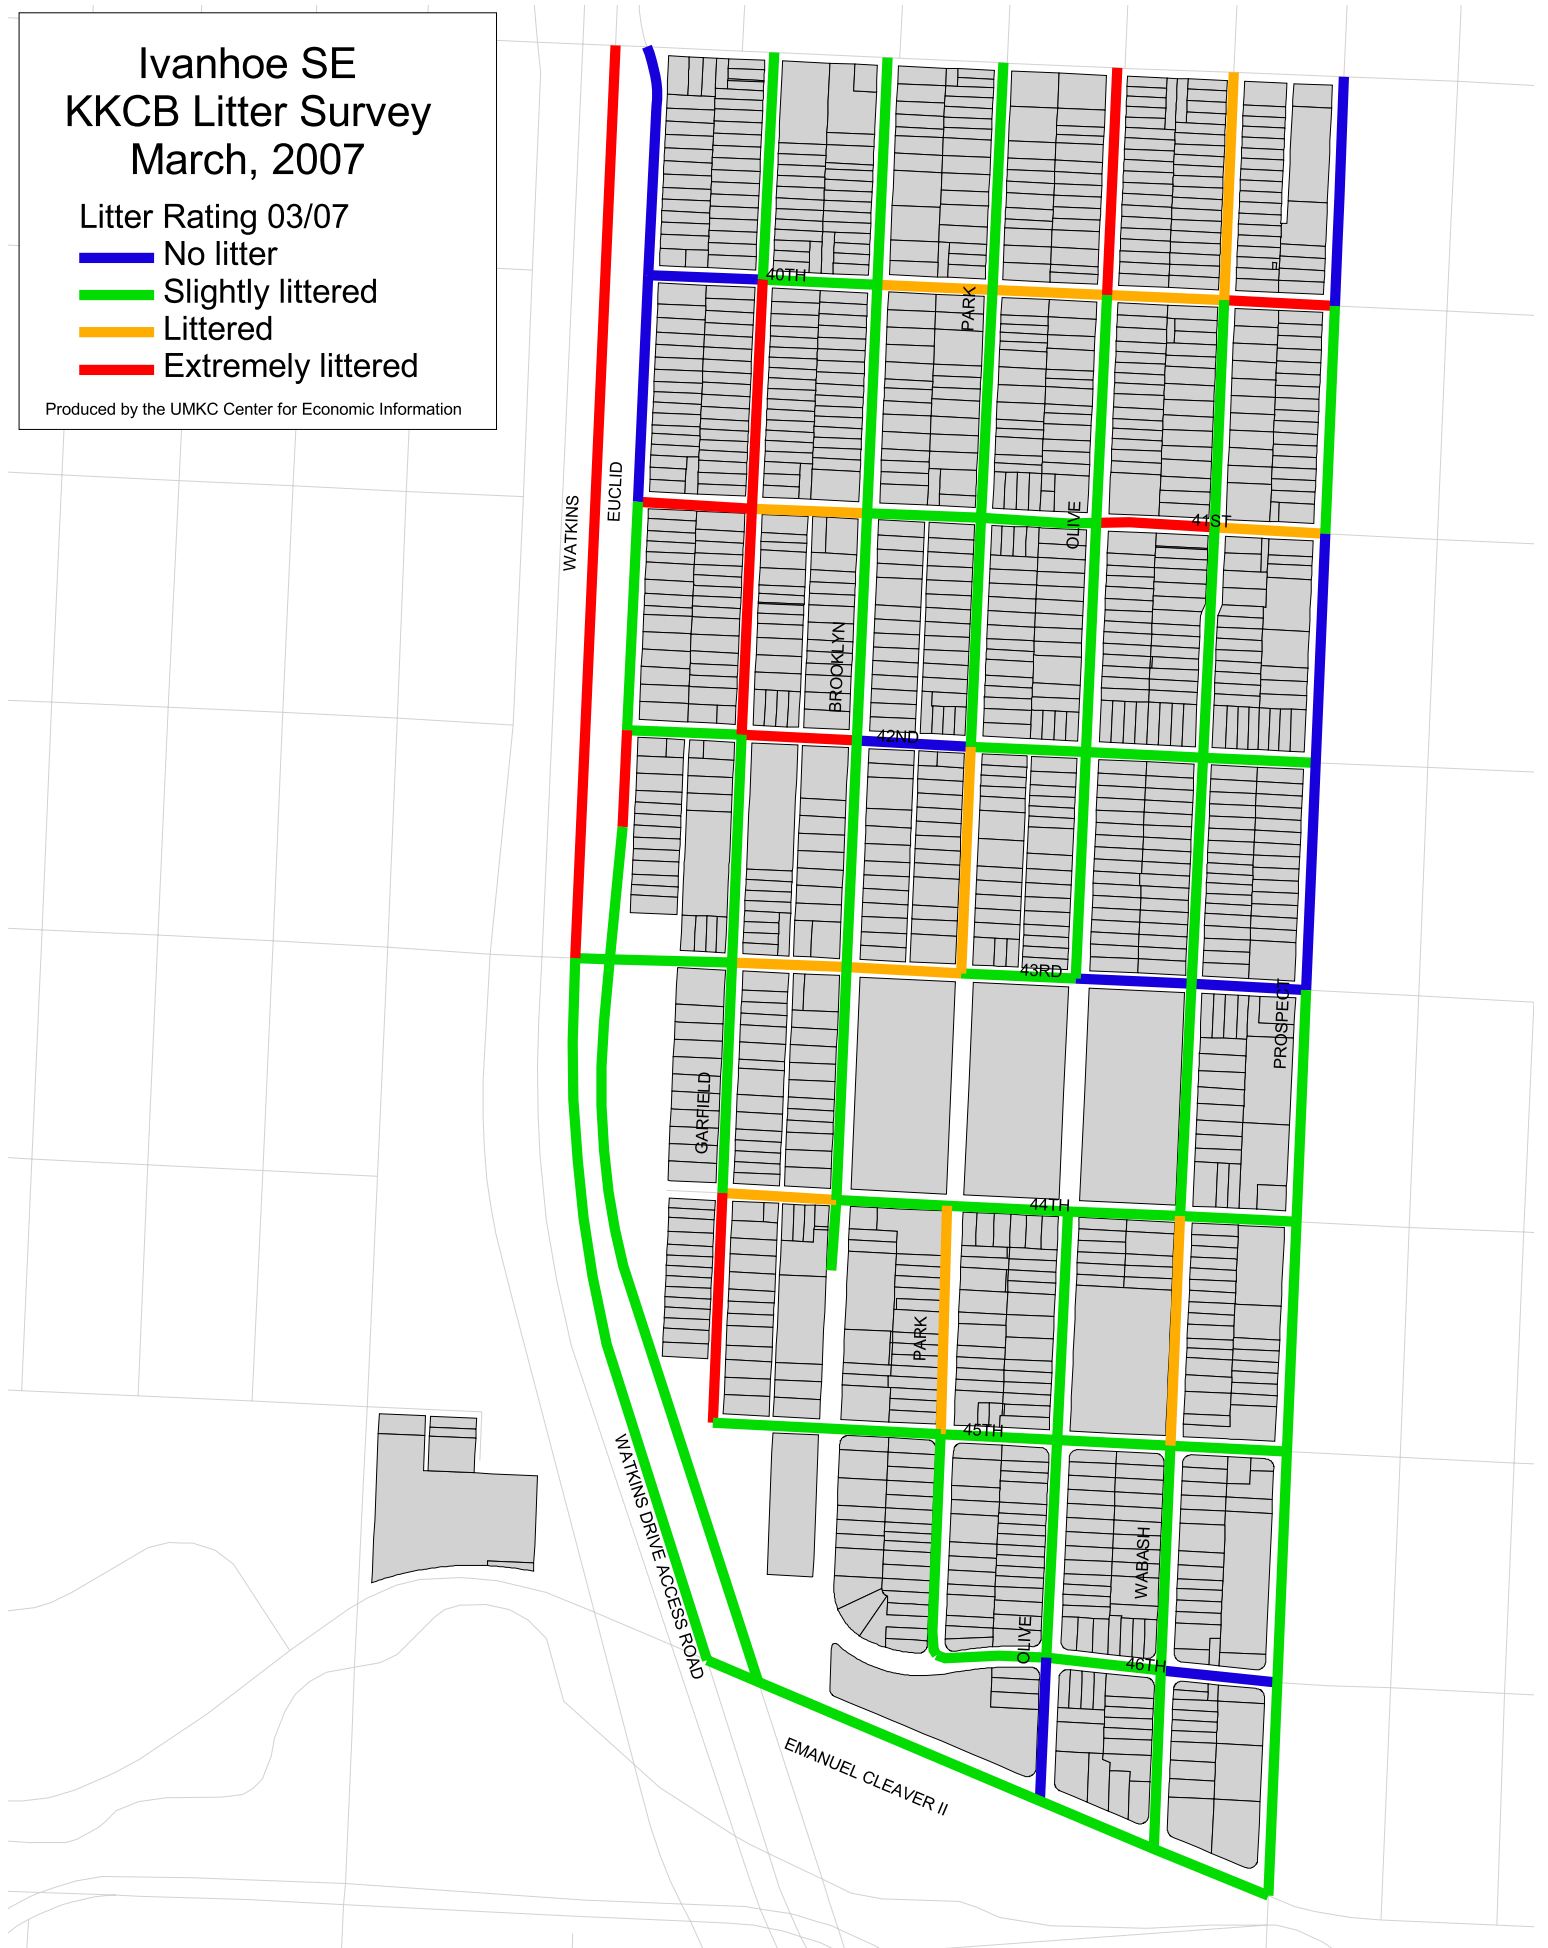 Ivanhoe SE
KKCB Litter Survey
March, 2007
Litter Rating 03/07
No litter
Slightly littered
Littered
Extremely littered
Produced by the UMKC Center for Economic Information
40TH
PARK
EUCLID
WATKINS
OLIVE
41ST
BROOKLYN
42ND
43RD
PROSPECT
GARFIELD
44TH
PARK
45TH
WATKINS DRIVE ACCESS ROAD
WABASH
OLIVE
46TH
EMANUEL CLEAVER II